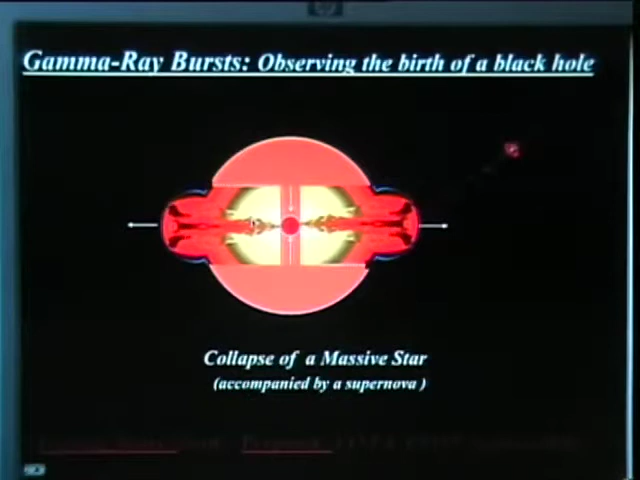 Gamma-Ray Bursts: Observing the birth of a black hole
Collapse of a Massive Star
(accompanied by a supernova )